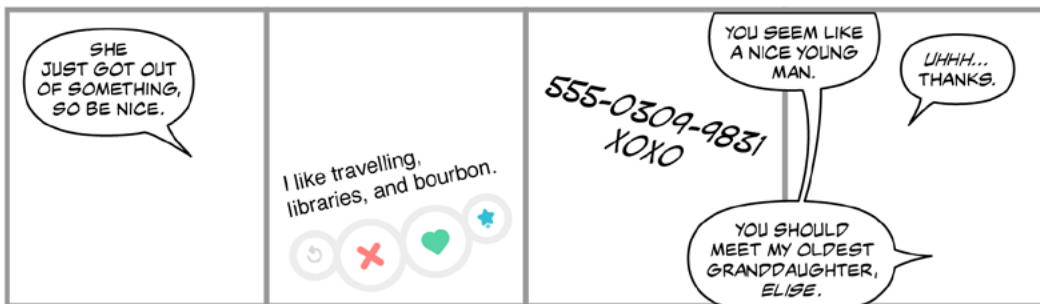 SHE
JUST GOT OUT
OF SOMETHING,
SO BE NICE.
I like travelling,
libraries, and bourbon.
555-0309-9831
XOXO
YOU SEEM LIKE
A NICE YOUNG
MAN.
UHHH...
THANKS.
YOU SHOULD
MEET MY OLDEST
GRANDDAUGHTER,
ELISE.